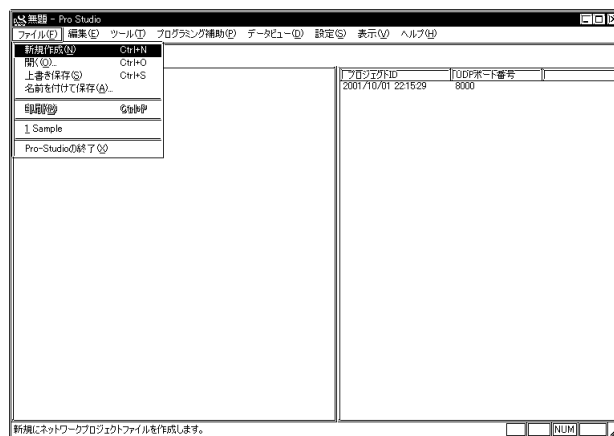 無題 - Pro Studio
ファイル(F) 編集(E) ツール(T) プログラミング補助(P) データビュー(D) 設定(S) 表示(V) ヘルプ(H)
新規作成(N) Ctrl+N
開く(O)... Ctrl+O
上書き保存(S) Ctrl+S
名前を付けて保存(A)...
印刷(P) Ctrl+P
1 Sample
Pro-Studioの終了(X)
プロジェクトID UDPポート番号
2001/10/01 22:15:29 8000
新規にネットワークプロジェクトファイルを作成します。
NUM